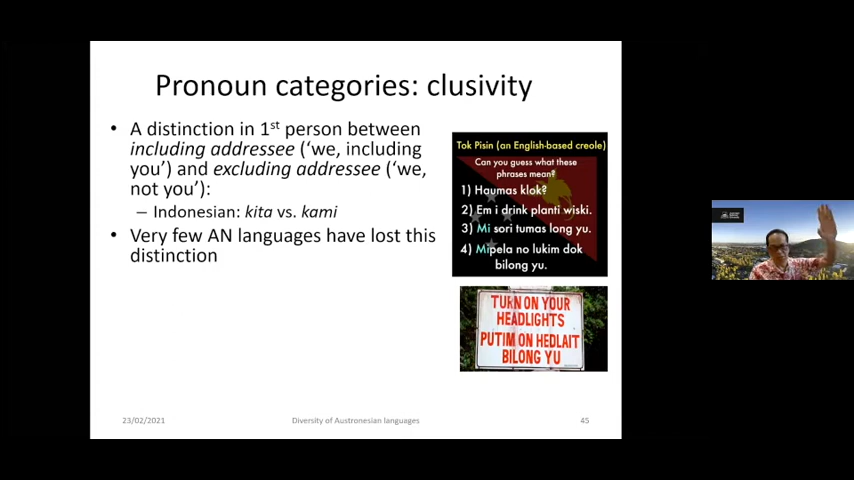 Pronoun categories: clusivity
• A distinction in 1st person between
including addressee (‘we, including
you’) and excluding addressee (‘we,
not you’):
– Indonesian: kita vs. kami
• Very few AN languages have lost this
distinction
Tok Pisin (an English-based creole)
Can you guess what these
phrases mean?
1) Haumas klok?
2) Em i drink planti wiski.
3) Mi sori tumas long yu.
4) Mipela no lukim dok
bilong yu.
TURN ON YOUR
HEADLIGHTS
PUTIM ON HEDLAIT
BILONG YU
23/02/2021
Diversity of Austronesian languages
45